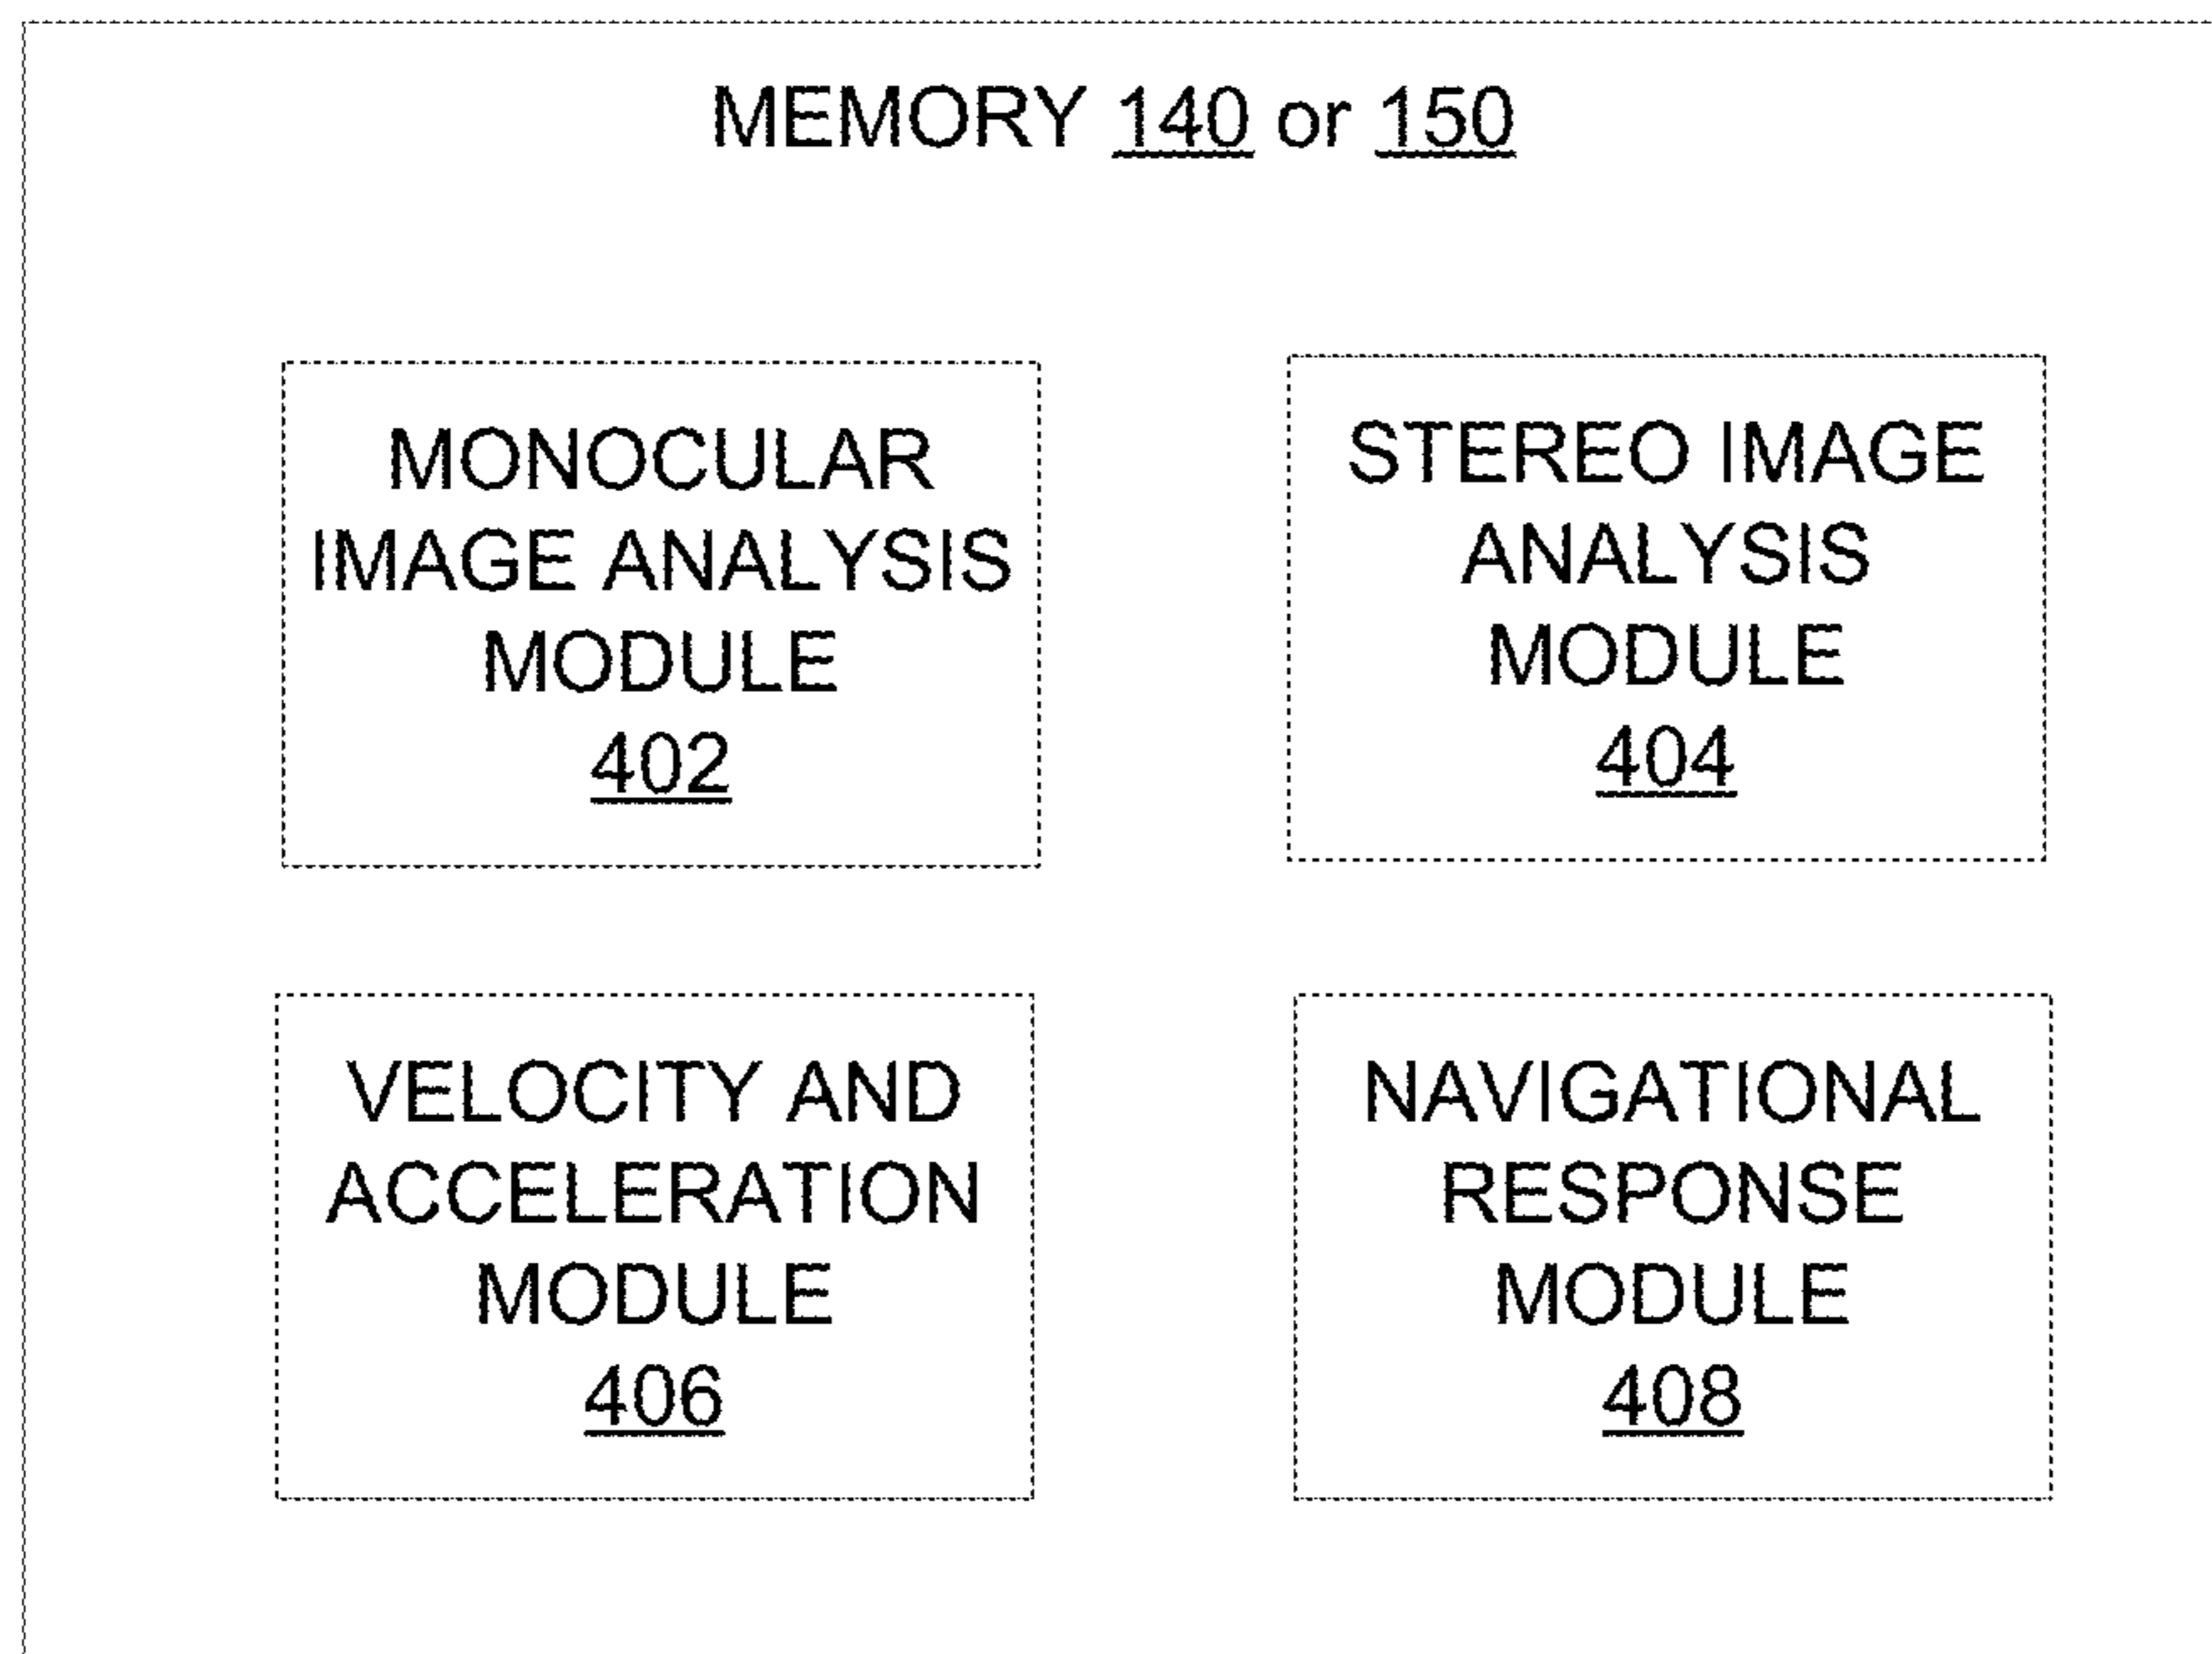 MEMORY 140 or 150
MONOCULAR
IMAGE ANALYSIS
MODULE
402
STEREO IMAGE
ANALYSIS
MODULE
404
VELOCITY AND
ACCELERATION
MODULE
406
NAVIGATIONAL
RESPONSE
MODULE
408